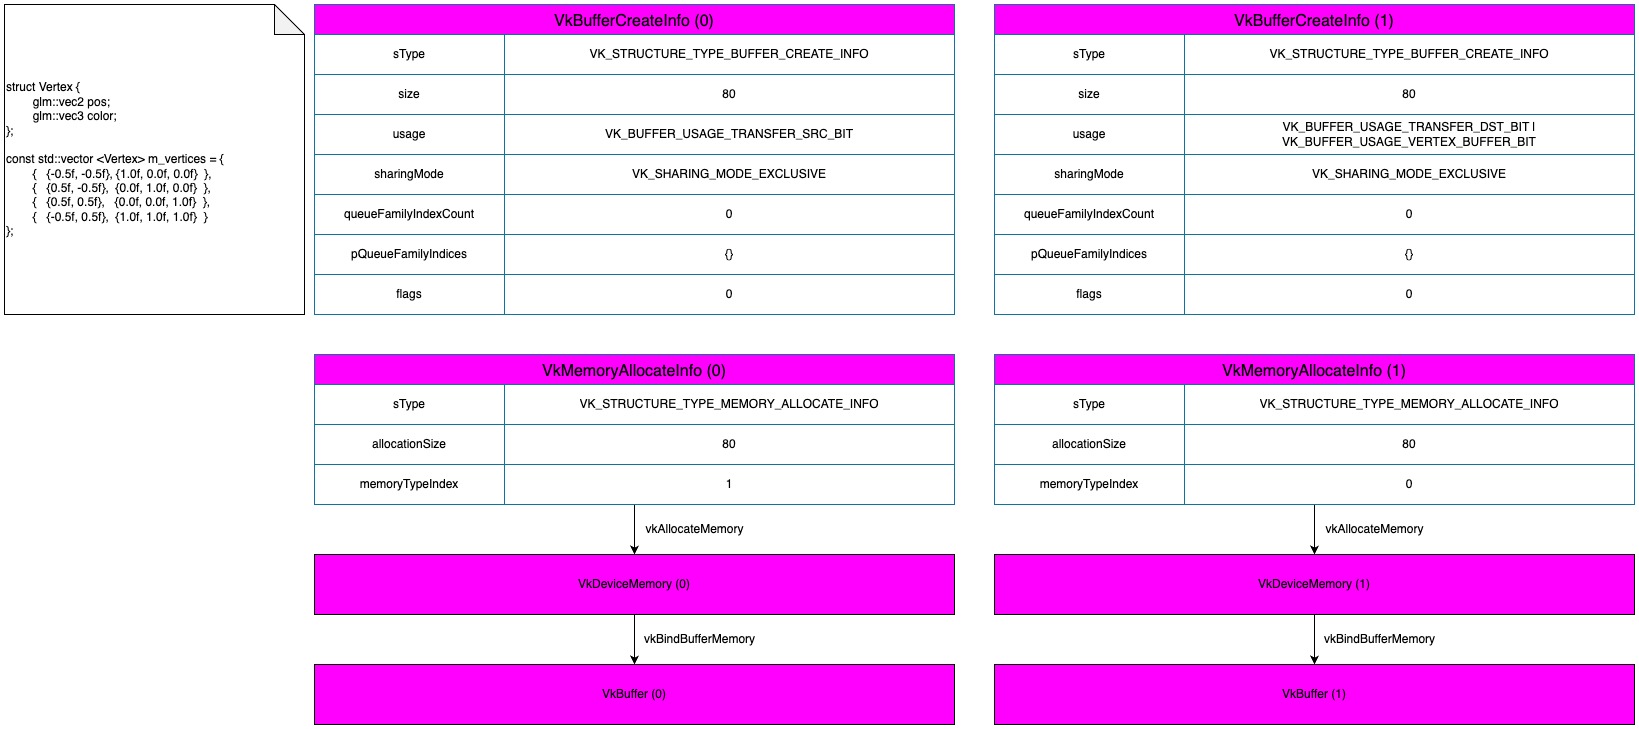 struct Vertex {
glm::vec2 pos;
glm::vec3 color;
};
const std::vector <Vertex> m_vertices = {
{ {-0.5f, -0.5f}, {1.0f, 0.0f, 0.0f} },
{ {0.5f, -0.5f}, {0.0f, 1.0f, 0.0f} },
{ {0.5f, 0.5f}, {0.0f, 0.0f, 1.0f} },
{ {-0.5f, 0.5f}, {1.0f, 1.0f, 1.0f} }
};
VkBufferCreateInfo (0)
sType VK_STRUCTURE_TYPE_BUFFER_CREATE_INFO
size 80
usage VK_BUFFER_USAGE_TRANSFER_SRC_BIT
sharingMode VK_SHARING_MODE_EXCLUSIVE
queueFamilyIndexCount 0
pQueueFamilyIndices {}
flags 0
VkBufferCreateInfo (1)
sType VK_STRUCTURE_TYPE_BUFFER_CREATE_INFO
size 80
usage VK_BUFFER_USAGE_TRANSFER_DST_BIT |
VK_BUFFER_USAGE_VERTEX_BUFFER_BIT
sharingMode VK_SHARING_MODE_EXCLUSIVE
queueFamilyIndexCount 0
pQueueFamilyIndices {}
flags 0
VkMemoryAllocateInfo (0)
sType VK_STRUCTURE_TYPE_MEMORY_ALLOCATE_INFO
allocationSize 80
memoryTypeIndex 1
vkAllocateMemory
VkDeviceMemory (0)
vkBindBufferMemory
VkBuffer (0)
VkMemoryAllocateInfo (1)
sType VK_STRUCTURE_TYPE_MEMORY_ALLOCATE_INFO
allocationSize 80
memoryTypeIndex 0
vkAllocateMemory
VkDeviceMemory (1)
vkBindBufferMemory
VkBuffer (1)